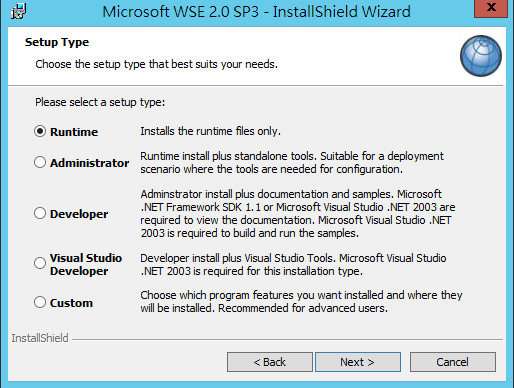 Microsoft WSE 2.0 SP3 - InstallShield Wizard
X
Setup Type
Choose the setup type that best suits your needs.
Please select a setup type:
Runtime
Installs the runtime files only.
Administrator
Runtime install plus standalone tools. Suitable for a deployment
scenario where the tools are needed for configuration.
Developer
Adminstrator install plus documentation and samples. Microsoft
.NET Framework SDK 1.1 or Microsoft Visual Studio .NET 2003 are
required to view the documentation. Microsoft Visual Studio .NET
2003 is required to build and run the samples.
Visual Studio
Developer
Developer install plus Visual Studio Tools. Microsoft Visual Studio
.NET 2003 is required for this installation type.
Custom
Choose which program features you want installed and where they
will be installed. Recommended for advanced users.
InstallShield
< Back
Next >
Cancel